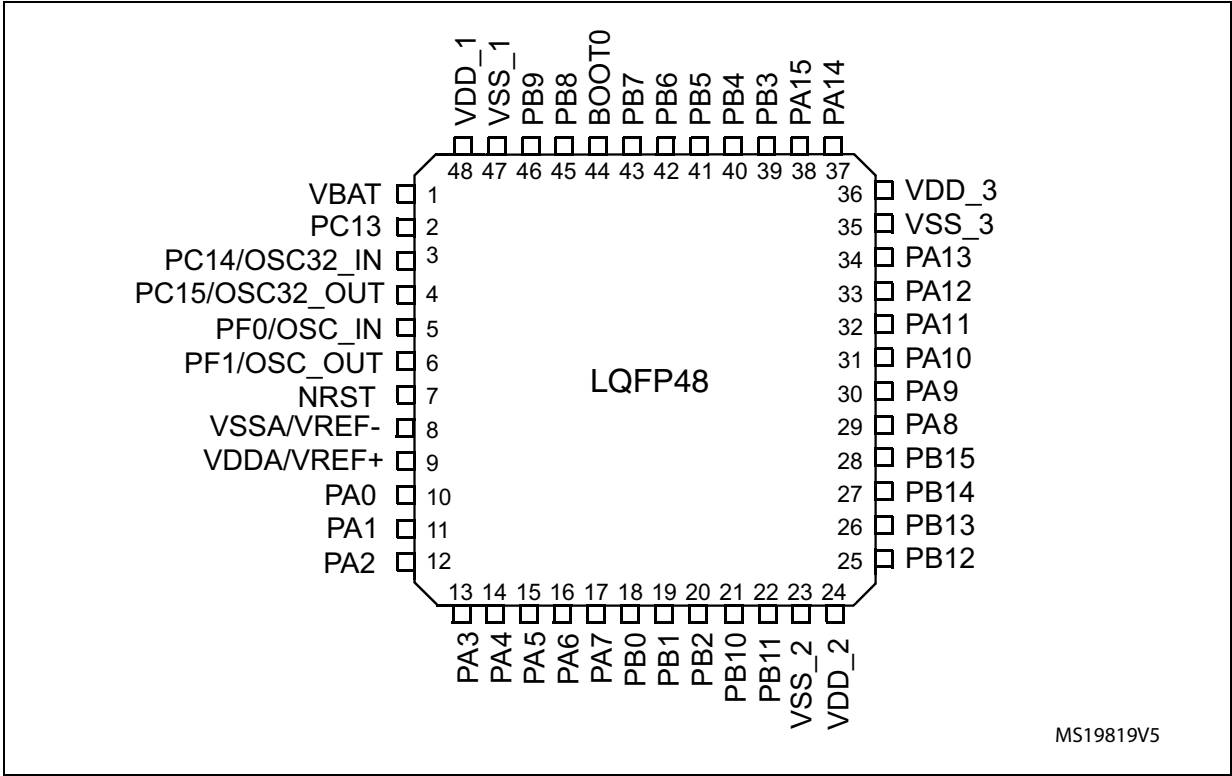 VDD_1
VSS_1
PB9
PB8
BOOT0
PB7
PB6
PB5
PB4
PB3
PA15
PA14
48 47 46 45 44 43 42 41 40 39 38 37
VBAT 1
PC13 2
PC14/OSC32_IN 3
PC15/OSC32_OUT 4
PF0/OSC_IN 5
PF1/OSC_OUT 6
NRST 7
VSSA/VREF- 8
VDDA/VREF+ 9
PA0 10
PA1 11
PA2 12
LQFP48
36 VDD_3
35 VSS_3
34 PA13
33 PA12
32 PA11
31 PA10
30 PA9
29 PA8
28 PB15
27 PB14
26 PB13
25 PB12
13 14 15 16 17 18 19 20 21 22 23 24
PA3
PA4
PA5
PA6
PA7
PB0
PB1
PB2
PB10
PB11
VSS_2
VDD_2
MS19819V5